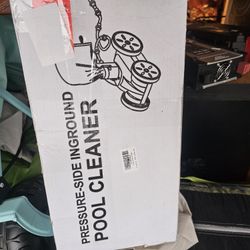 PRESSURE-SIDE INGROUND
POOL CLEANER